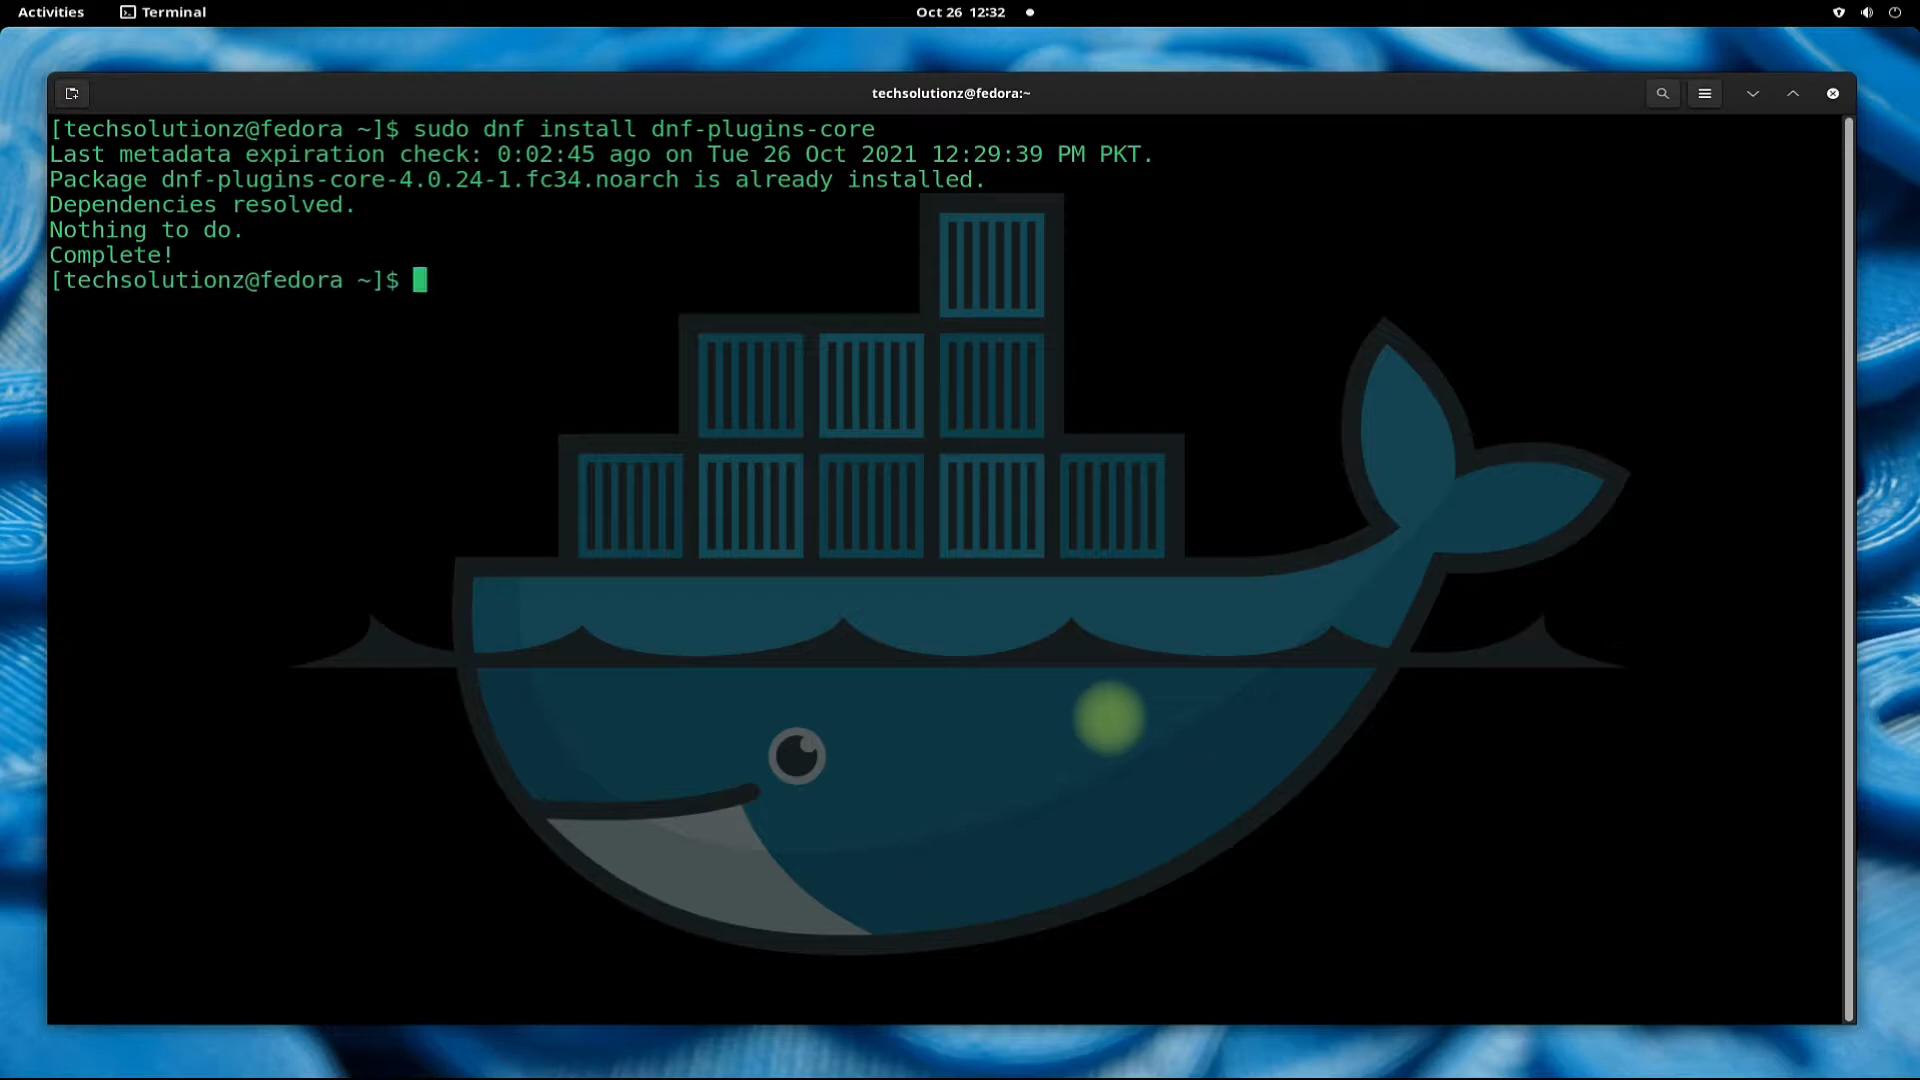 Activities Terminal Oct 26 12:32
techsolutionz@fedora:~
[techsolutionz@fedora ~]$ sudo dnf install dnf-plugins-core
Last metadata expiration check: 0:02:45 ago on Tue 26 Oct 2021 12:29:39 PM PKT.
Package dnf-plugins-core-4.0.24-1.fc34.noarch is already installed.
Dependencies resolved.
Nothing to do.
Complete!
[techsolutionz@fedora ~]$